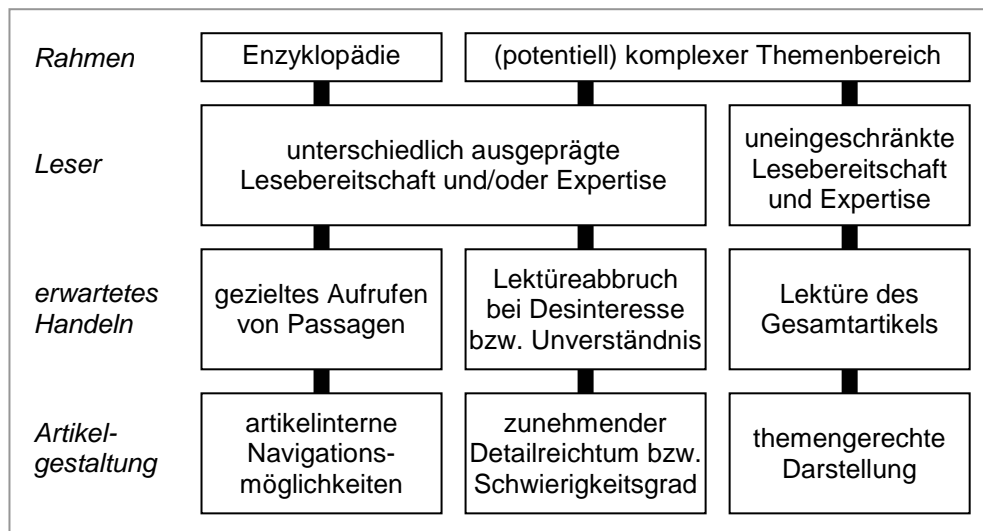 Rahmen
Enzyklopädie
(potentiell) komplexer Themenbereich
Leser
unterschiedlich ausgeprägte
Lesebereitschaft und/oder Expertise
uneingeschränkte
Lesebereitschaft
und Expertise
erwartetes
Handeln
gezieltes Aufrufen
von Passagen
Lektüreabbruch
bei Desinteresse
bzw. Unverständnis
Lektüre des
Gesamtartikels
Artikel-
gestaltung
artikelinterne
Navigations-
möglichkeiten
zunehmender
Detailreichtum bzw.
Schwierigkeitsgrad
themengerechte
Darstellung